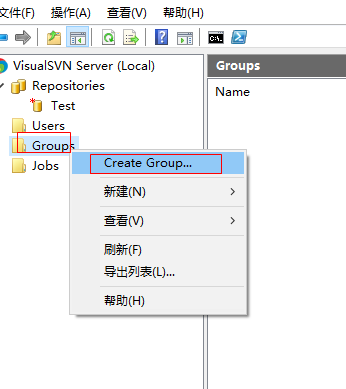 文件(F) 操作(A) 查看(V) 帮助(H)
VisualSVN Server (Local)
Repositories
Test
Users
Groups
Jobs
Groups
Name
Create Group...
新建(N)
查看(V)
刷新(F)
导出列表(L)...
帮助(H)